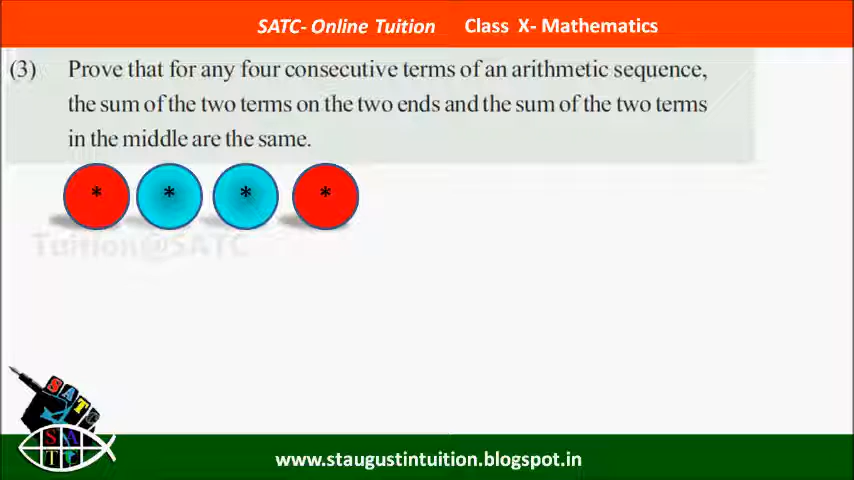 SATC- Online Tuition Class X- Mathematics
(3) Prove that for any four consecutive terms of an arithmetic sequence,
the sum of the two terms on the two ends and the sum of the two terms
in the middle are the same.
* * * *
Tuition@SATC
SATC
SA
T
www.staugustintuition.blogspot.in